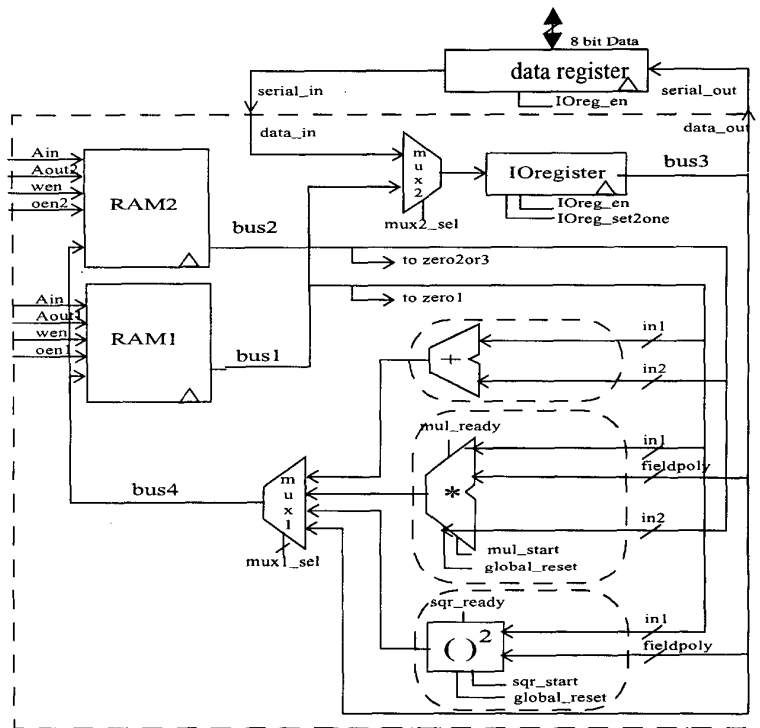 8 bit Data
data register
serial_in
serial_out
IOreg_en
data_in
data_out
Ain
Aout2
wen
oen2
RAM2
mux2
IOregister
bus3
IOreg_en
IOreg_set2one
mux2_sel
bus2
to zero2or3
to zero1
Ain
Aout1
wen
oen1
RAM1
bus1
+
in1
in2
mul_ready
in1
fieldpoly
*
in2
mul_start
global_reset
bus4
mux1
mux1_sel
sqr_ready
( )2
in1
fieldpoly
sqr_start
global_reset